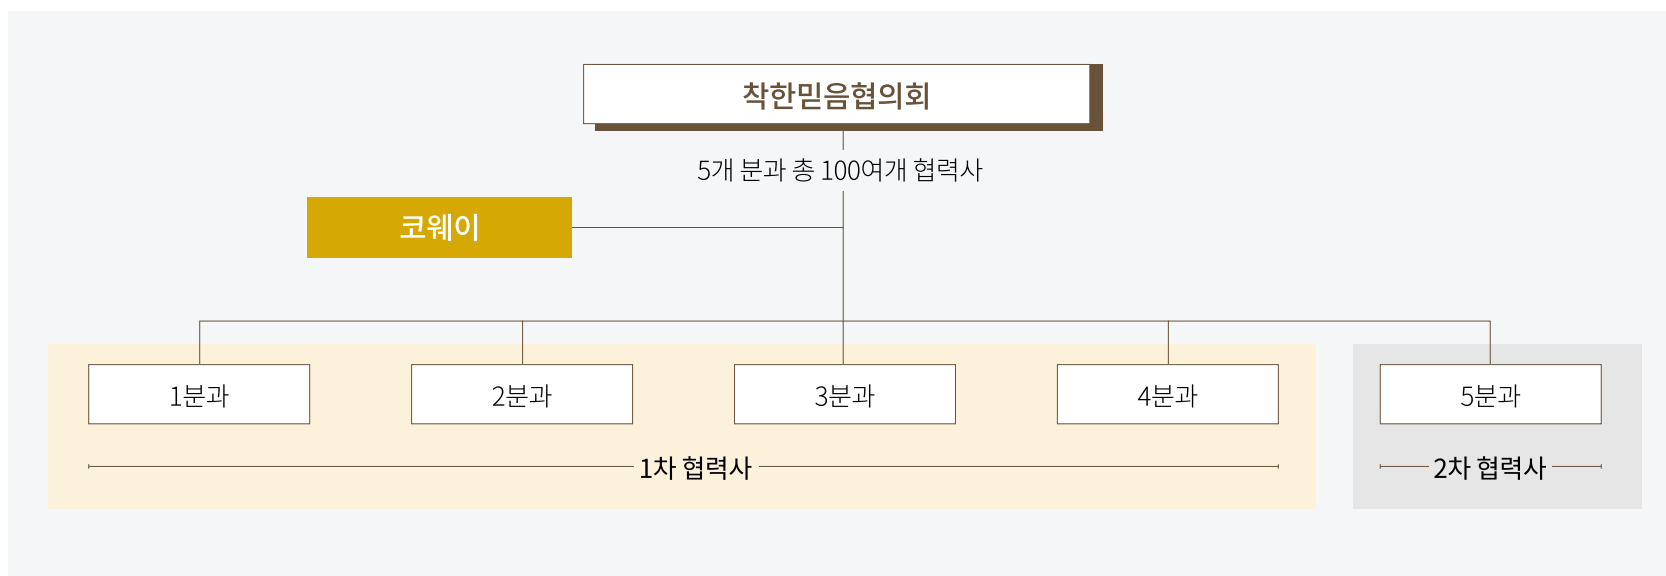 착한믿음협의회
5개 분과 총 100여개 협력사
코웨이
1분과
2분과
3분과
4분과
5분과
1차 협력사
2차 협력사